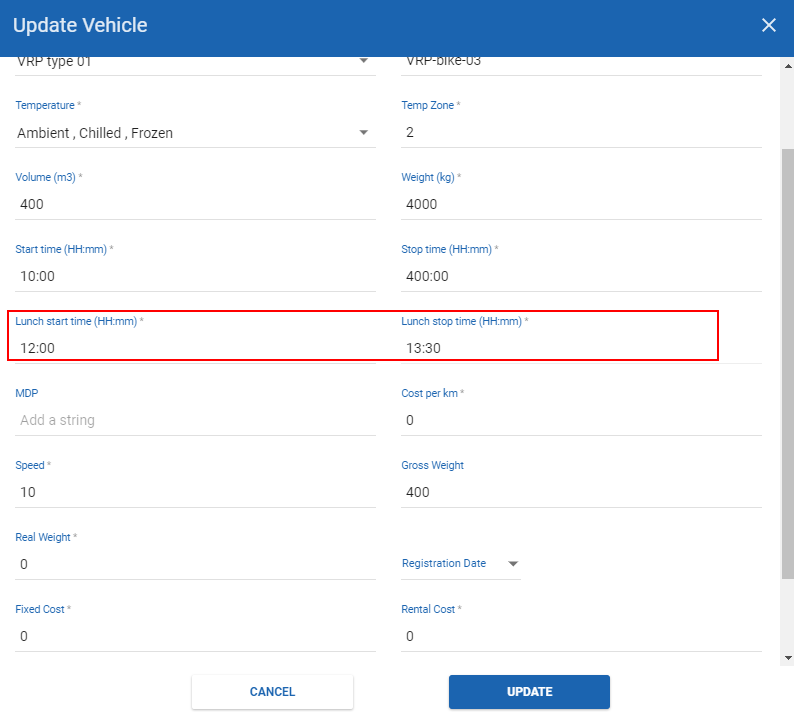 Update Vehicle
VRP type 01 VRP-bike-03
Temperature * Temp Zone *
Ambient , Chilled , Frozen 2
Volume (m3) * Weight (kg) *
400 4000
Start time (HH:mm) * Stop time (HH:mm) *
10:00 400:00
Lunch start time (HH:mm) * Lunch stop time (HH:mm) *
12:00 13:30
MDP Cost per km *
Add a string 0
Speed * Gross Weight
10 400
Real Weight *
0 Registration Date
Fixed Cost * Rental Cost *
0 0
CANCEL UPDATE